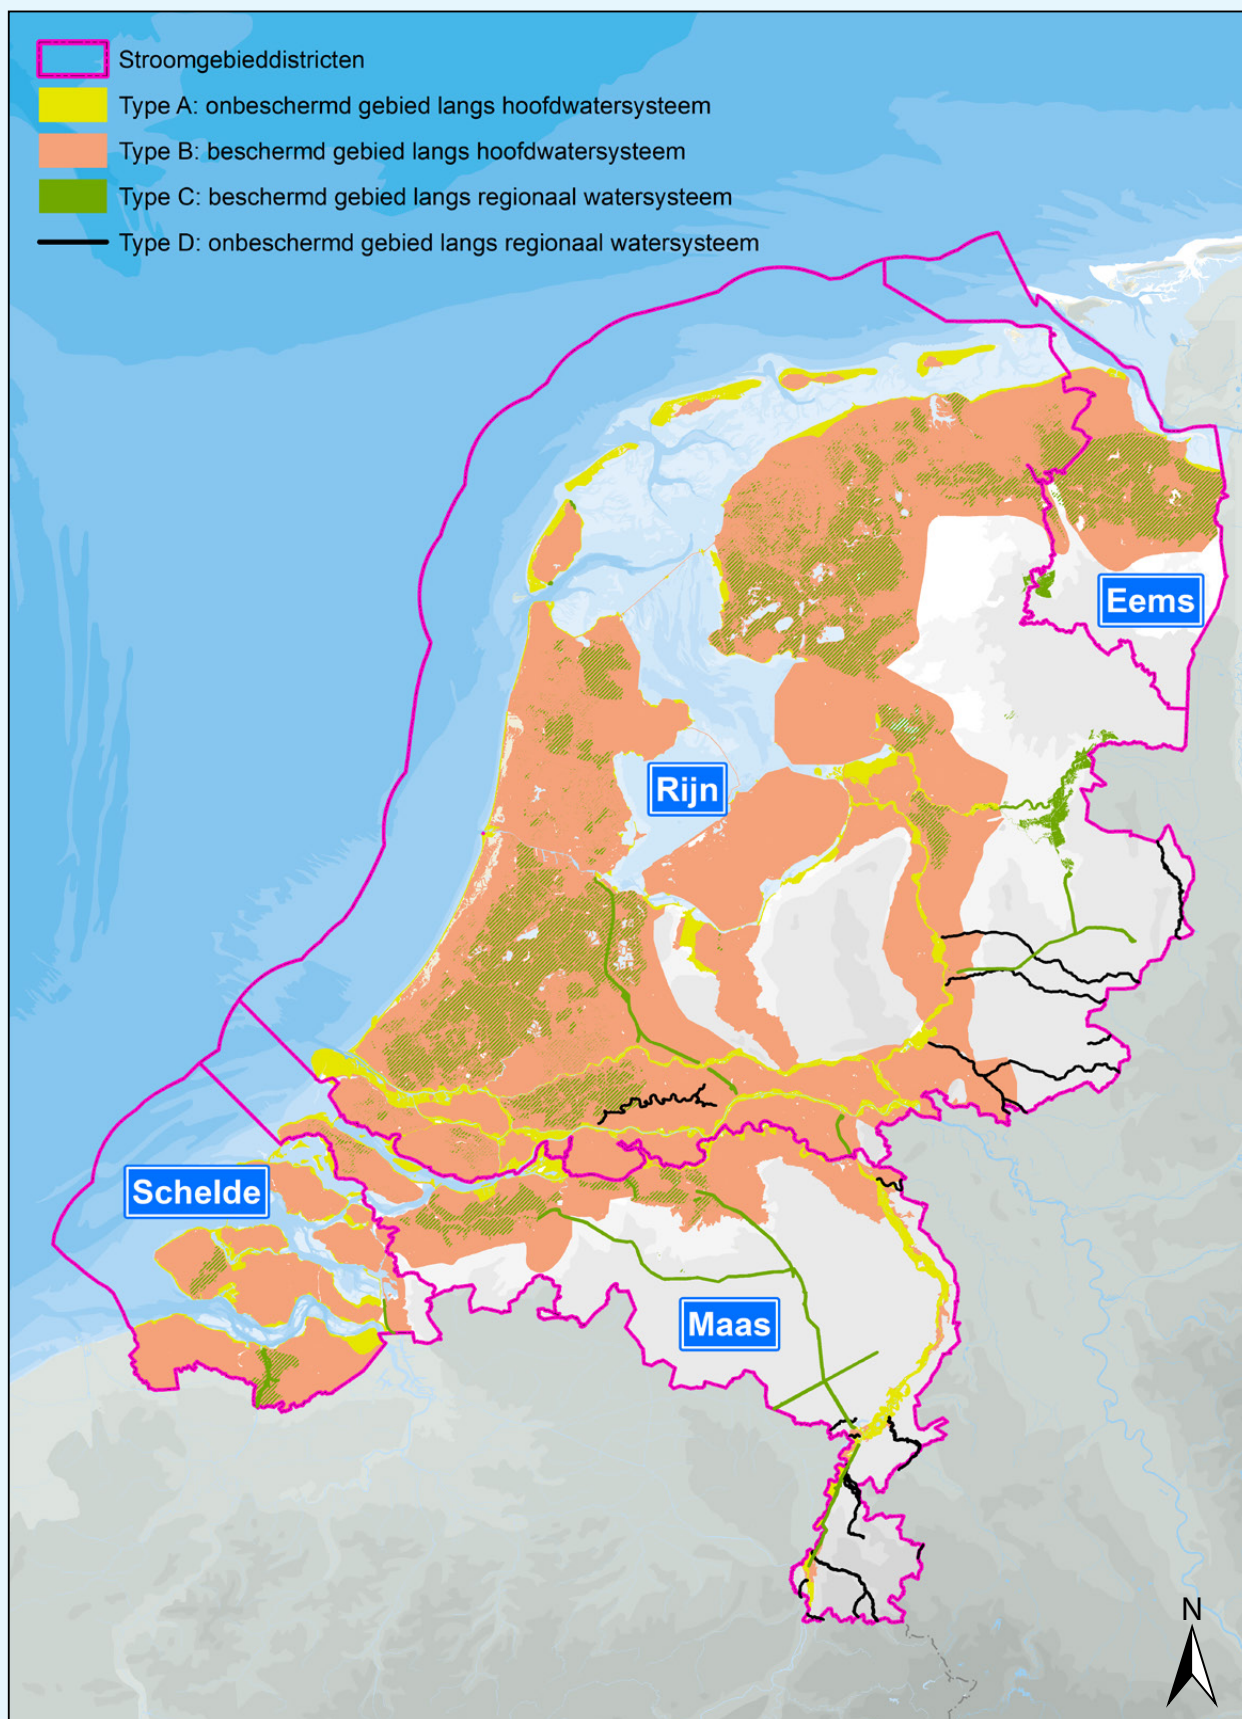 Stroomgebieddistricten
Type A: onbeschermd gebied langs hoofdwatersysteem
Type B: beschermd gebied langs hoofdwatersysteem
Type C: beschermd gebied langs regionaal watersysteem
Type D: onbeschermd gebied langs regionaal watersysteem
Eems
Rijn
Schelde
Maas
N